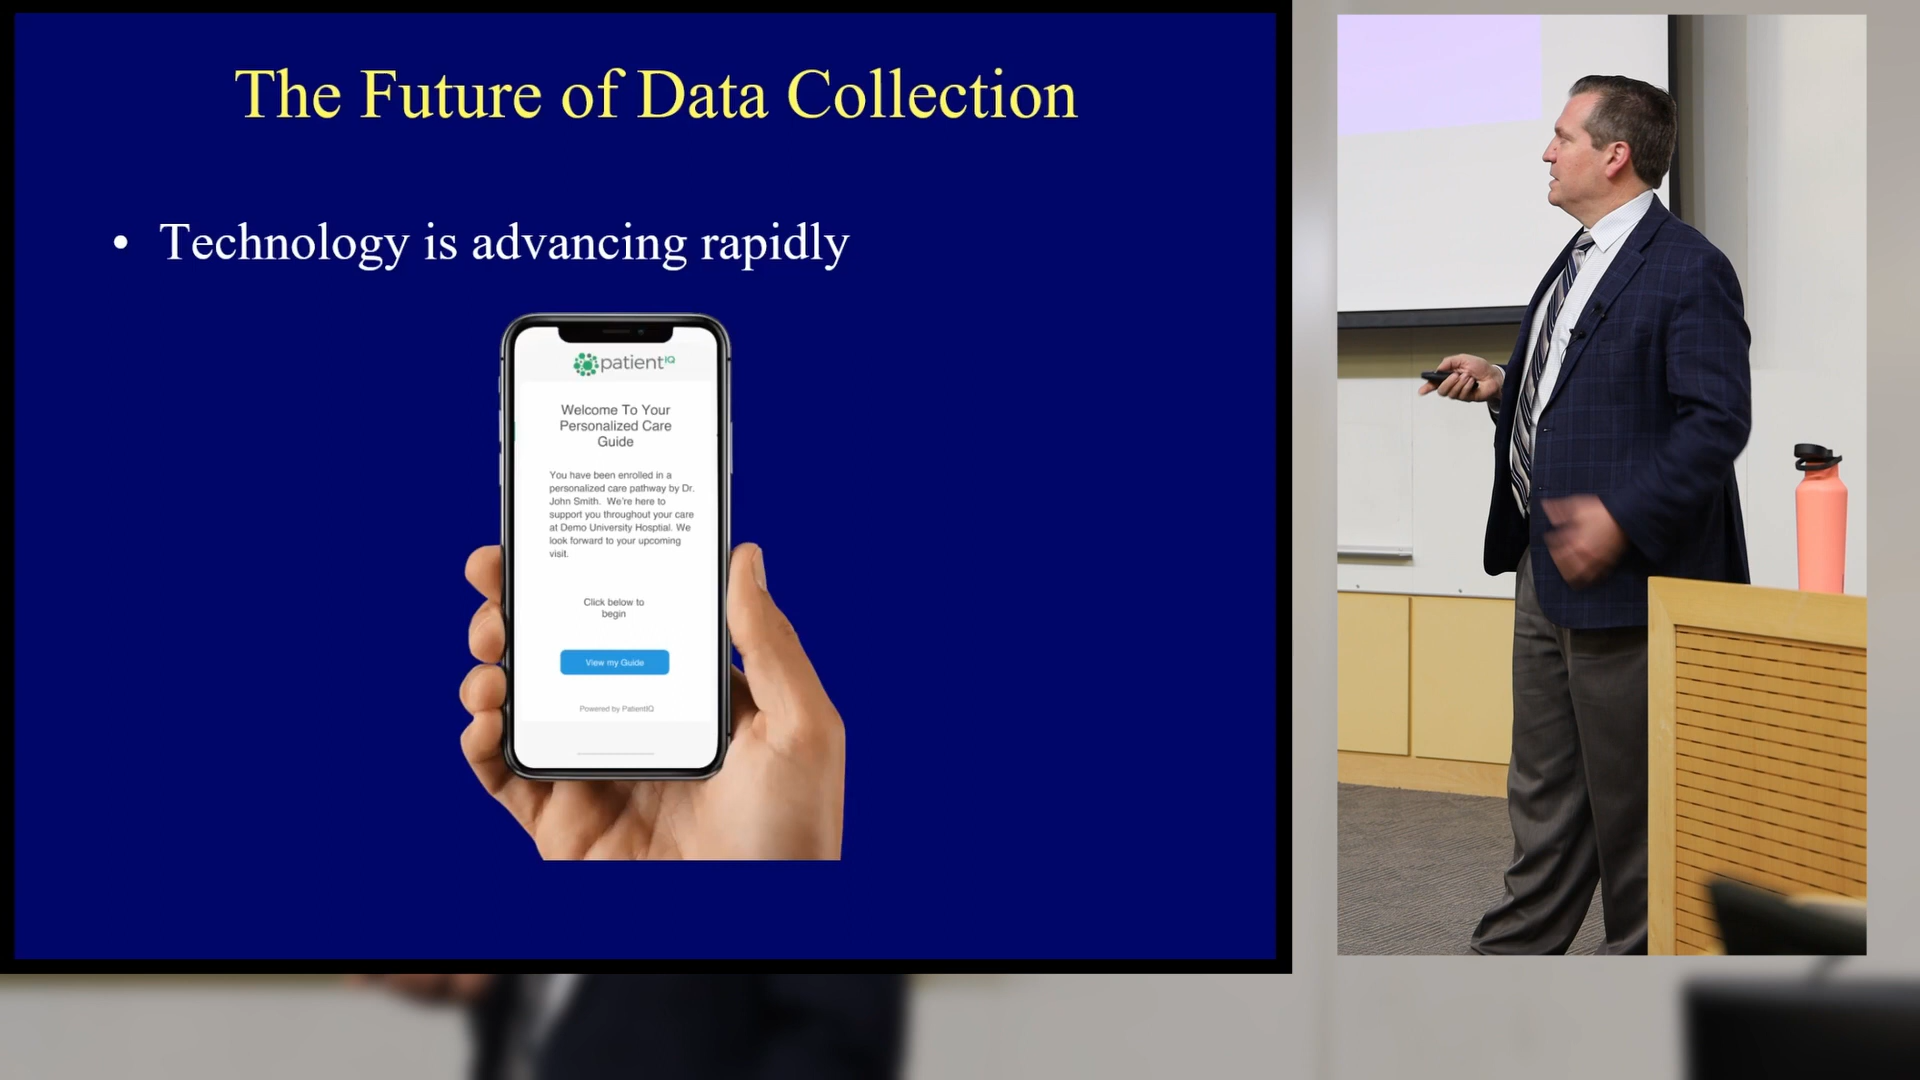 The Future of Data Collection
• Technology is advancing rapidly
patientIQ
Welcome To Your
Personalized Care
Guide
You have been enrolled in a
personalized care pathway by Dr.
John Smith. We're here to
support you throughout your care
at Demo University Hosptial. We
look forward to your upcoming
visit.
Click below to
begin
View my Guide
Powered by PatientIQ